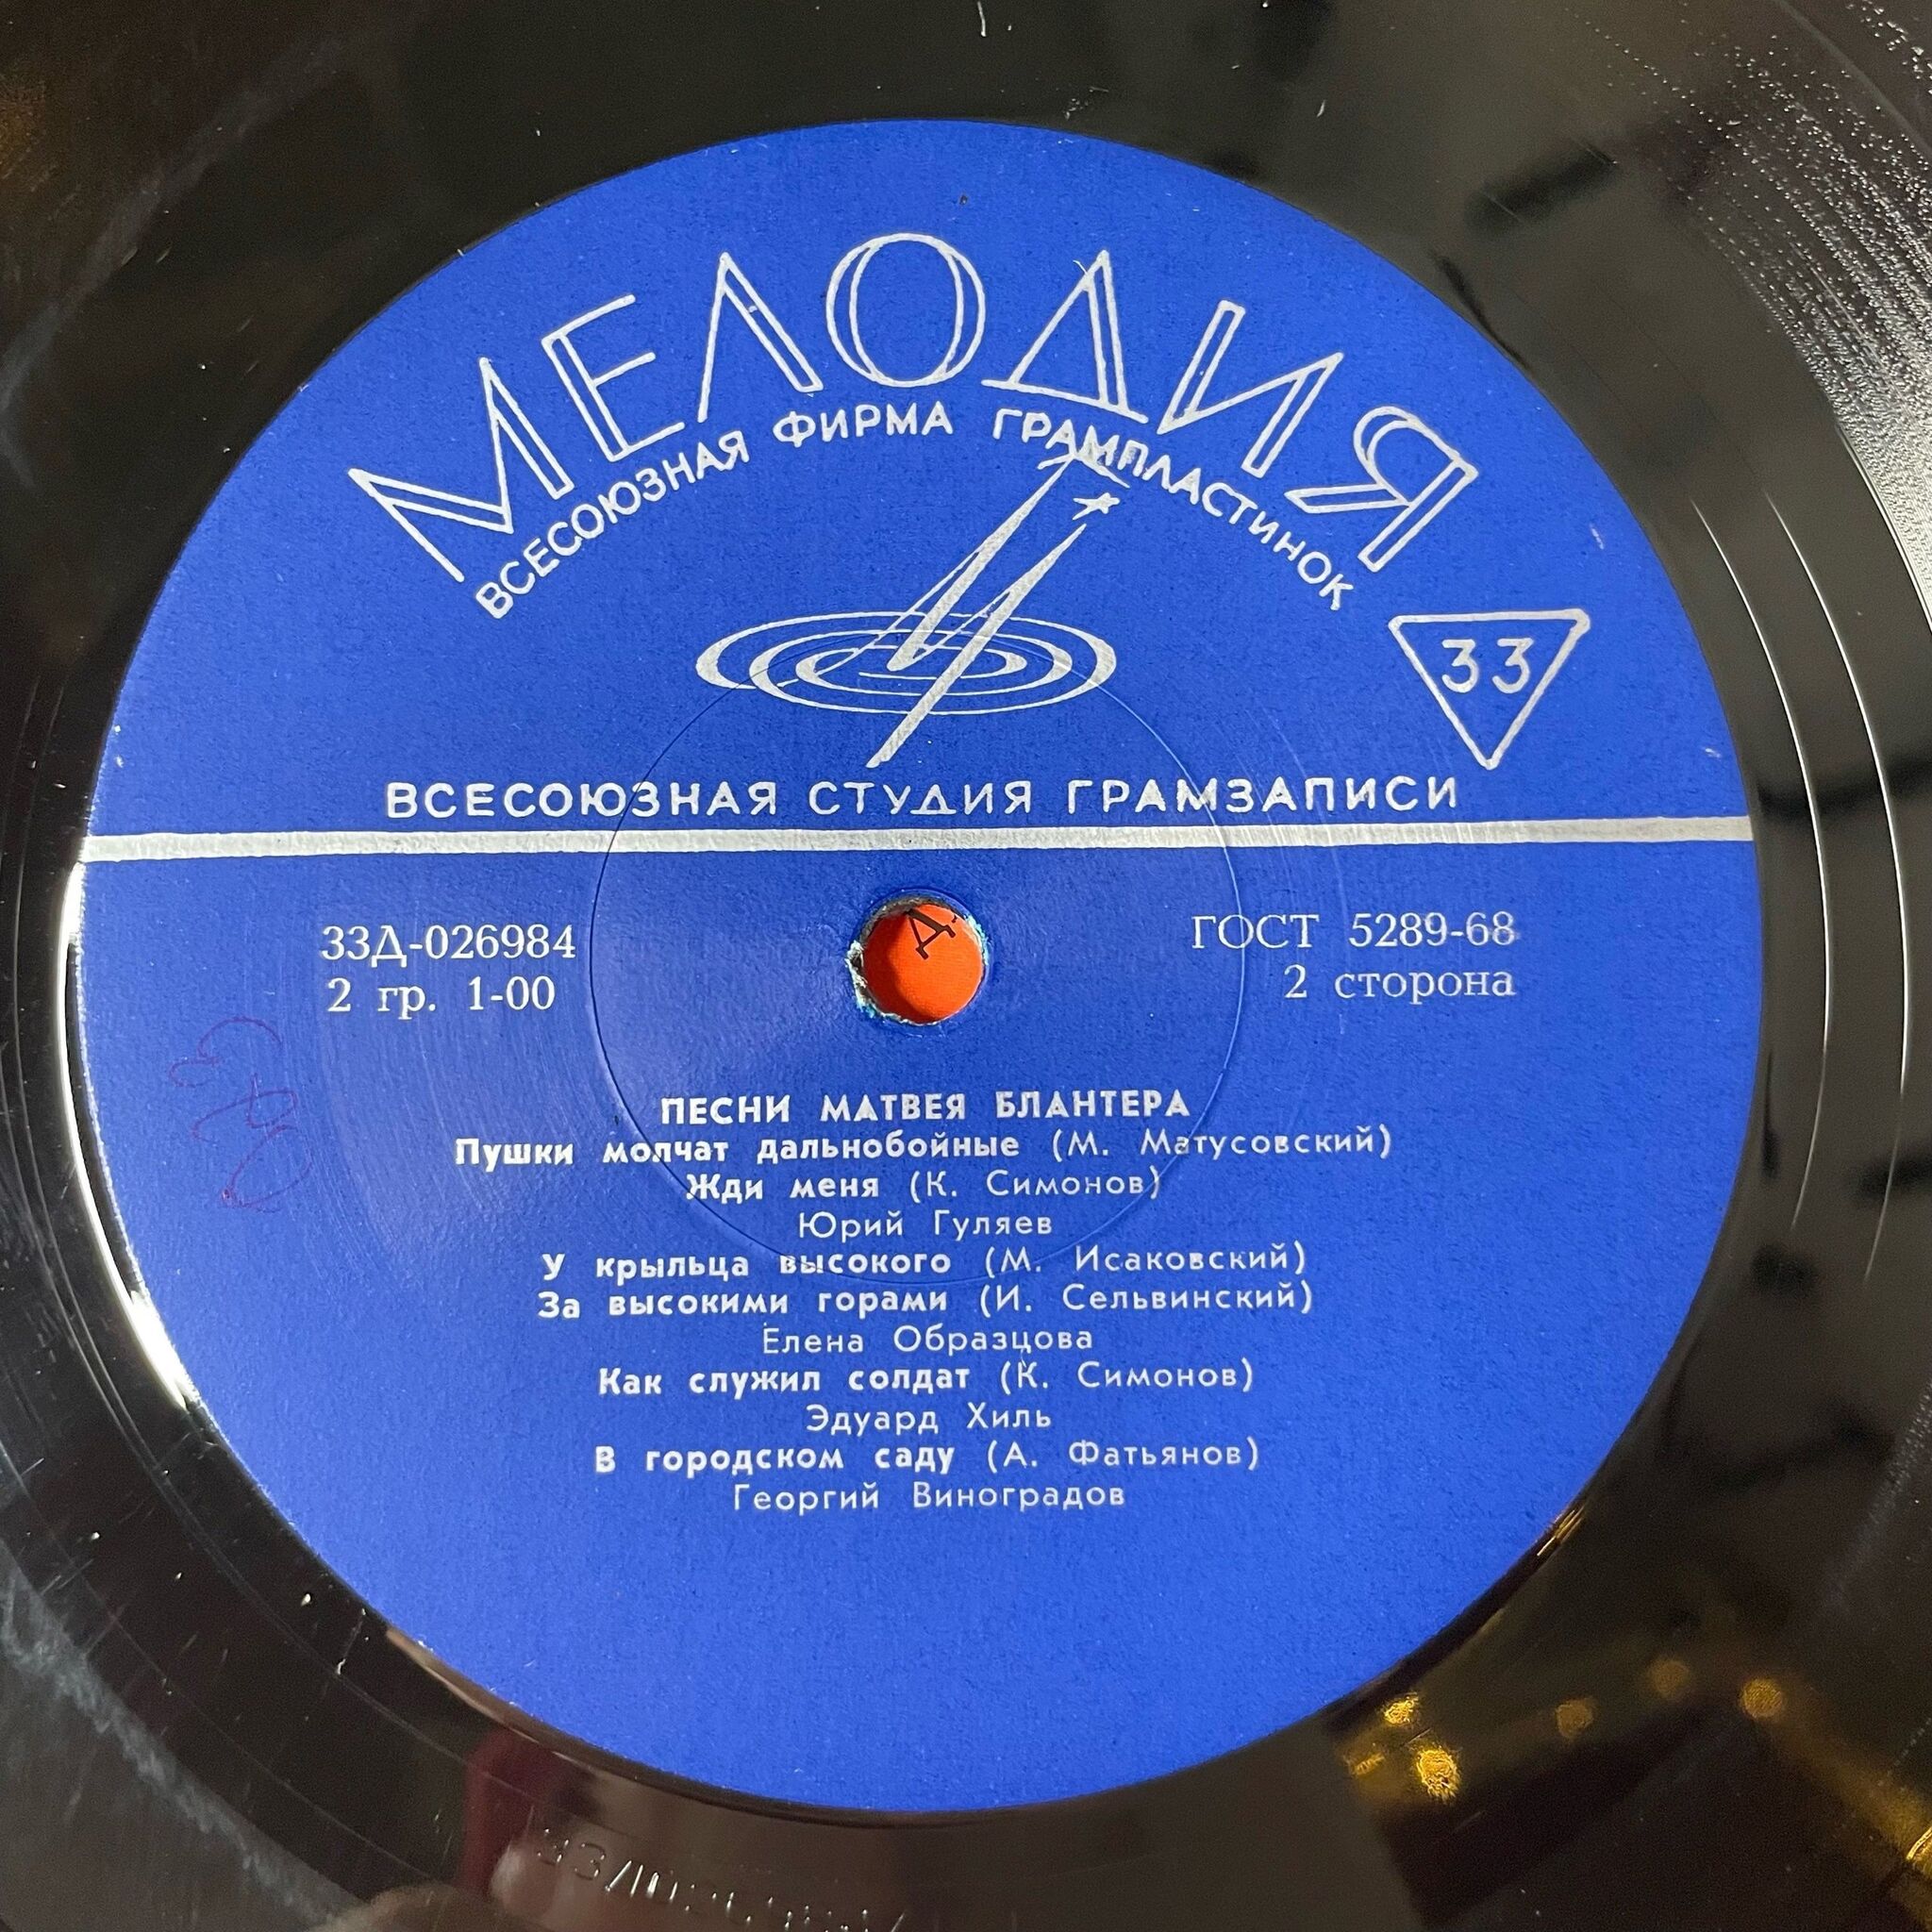 МЕЛОДИЯ
ВСЕСОЮЗНАЯ ФИРМА ГРАМПЛАСТИНОК
33
ВСЕСОЮЗНАЯ СТУДИЯ ГРАМЗАПИСИ
33Д-026984
2 гр. 1-00
Д
ГОСТ 5289-68
2 сторона
ПЕСНИ МАТВЕЯ БЛАНТЕРА
Пушки молчат дальнобойные (М. Матусовский)
Жди меня (К. Симонов)
Юрий Гуляев
У крыльца высокого (М. Исаковский)
За высокими горами (И. Сельвинский)
Елена Образцова
Как служил солдат (К. Симонов)
Эдуард Хиль
В городском саду (А. Фатьянов)
Георгий Виноградов